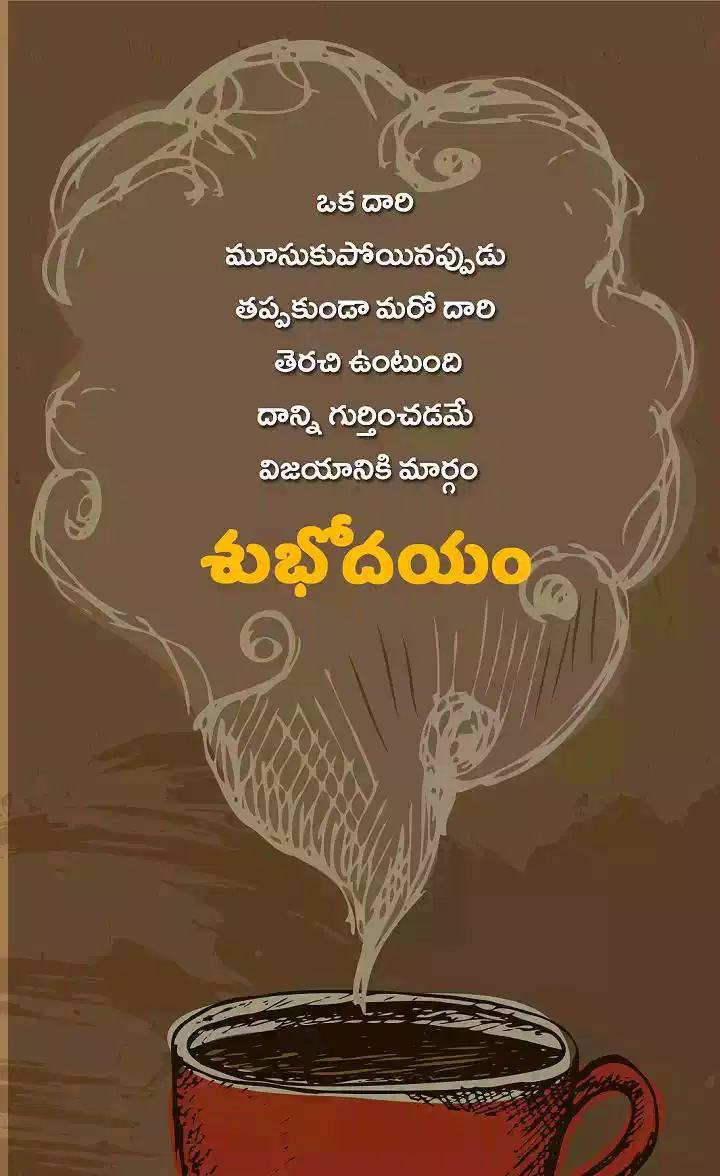 ఒక దారి
మూసుకుపోయినప్పుడు
తప్పకుండా మరో దారి
తెరచి ఉంటుంది
దాన్ని గుర్తించడమే
విజయానికి మార్గం
శుభోదయం